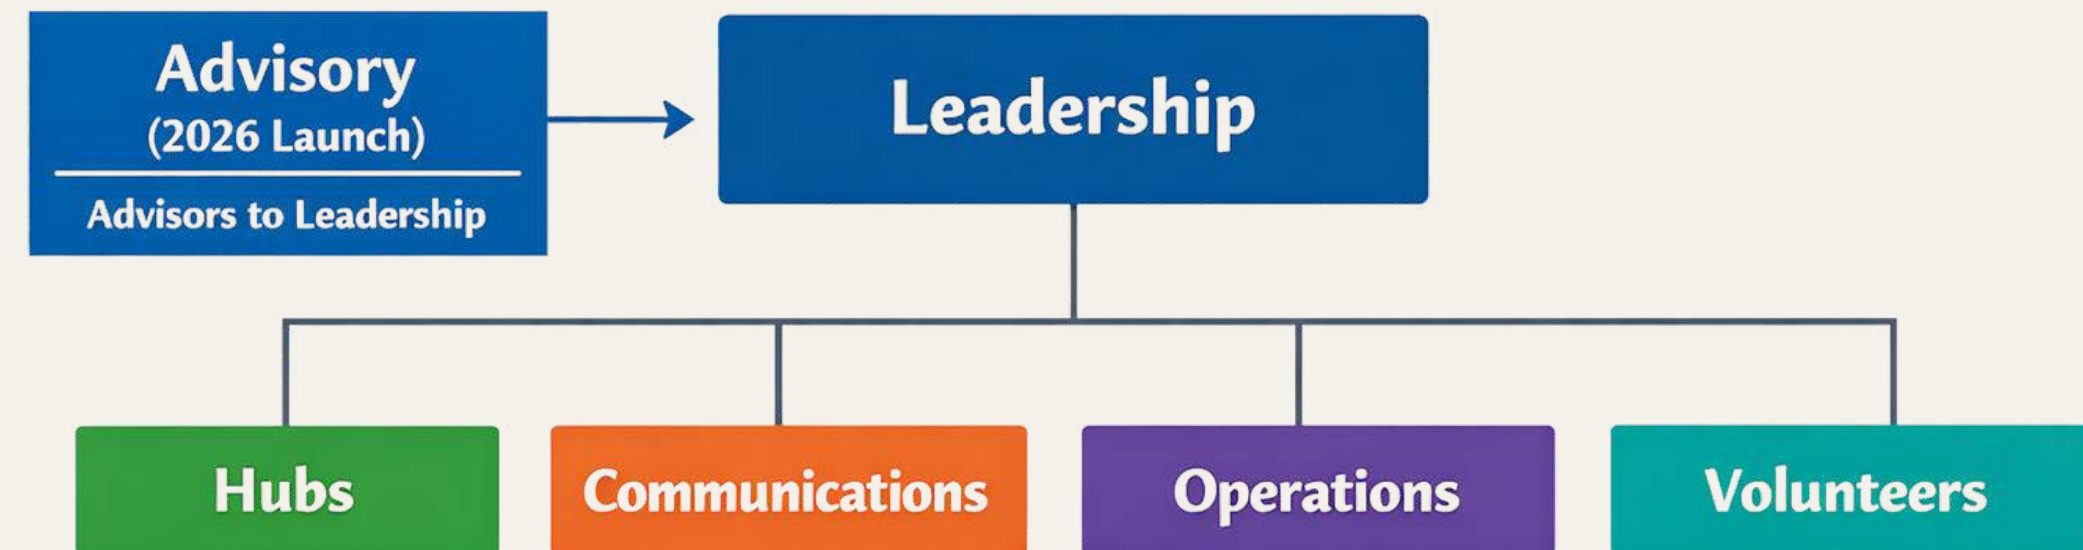 Advisory
(2026 Launch)
Advisors to Leadership
Leadership
Hubs
Communications
Operations
Volunteers